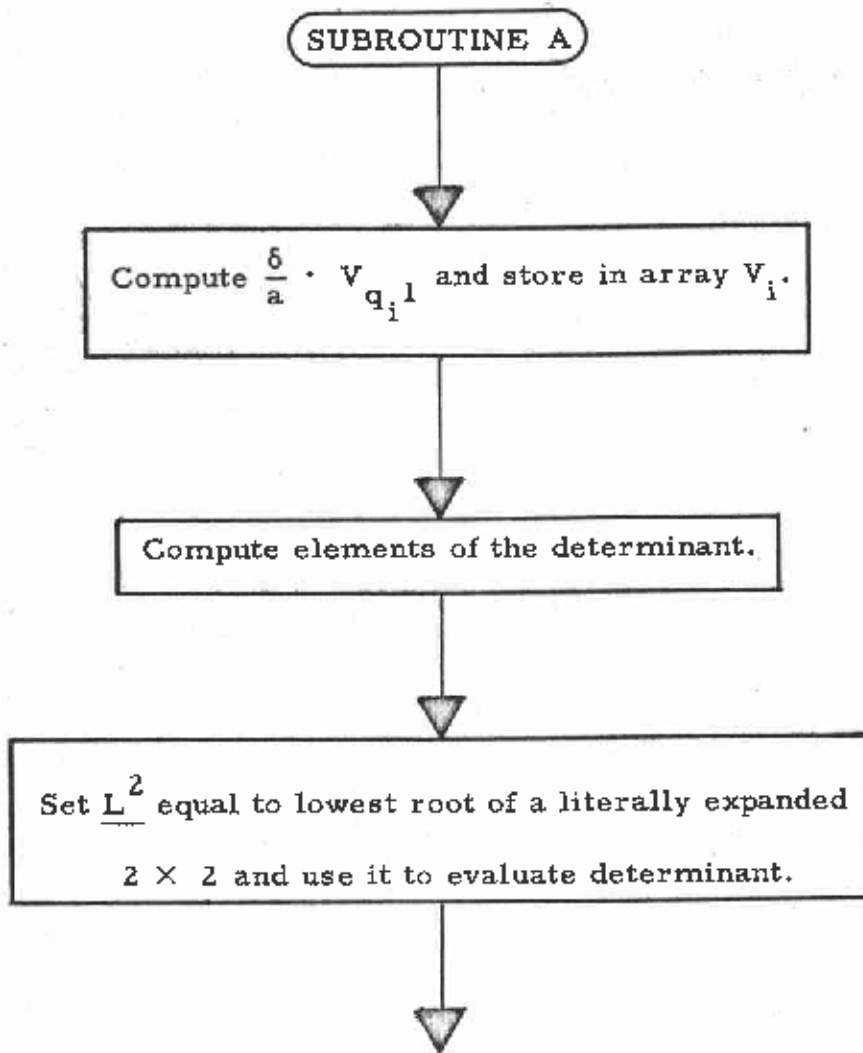 SUBROUTINE A
Compute δ/a · V_{q_i 1} and store in array V_i.
Compute elements of the determinant.
Set L² equal to lowest root of a literally expanded
2 × 2 and use it to evaluate determinant.